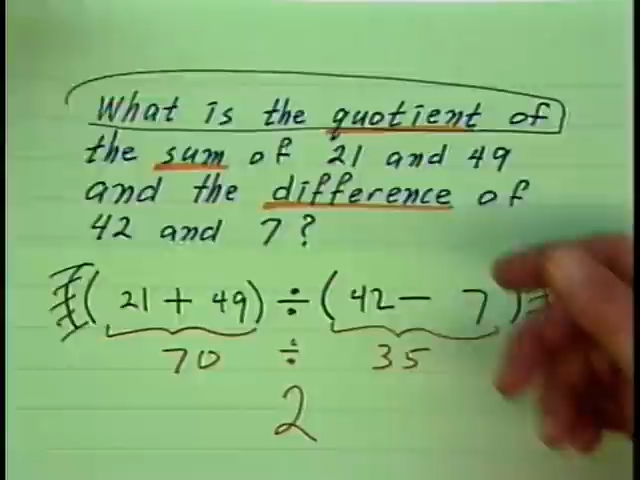 What is the quotient of
the sum of 21 and 49
and the difference of
42 and 7?
( 21 + 49) ÷ ( 42 - 7 ) =
70 ÷ 35
2